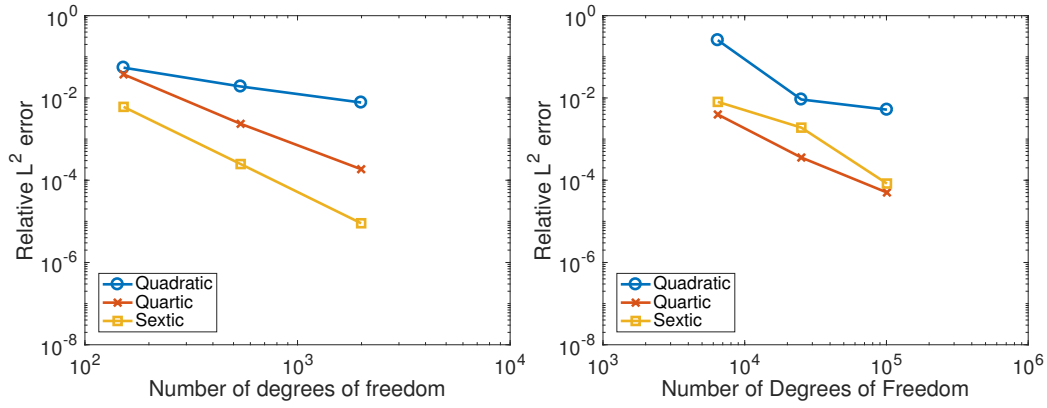 10^0
10^-2
10^-4
10^-6
10^-8
Relative L^2 error
Quadratic
Quartic
Sextic
10^2
10^3
10^4
Number of degrees of freedom
10^0
10^-2
10^-4
10^-6
10^-8
Relative L^2 error
Quadratic
Quartic
Sextic
10^3
10^4
10^5
10^6
Number of Degrees of Freedom